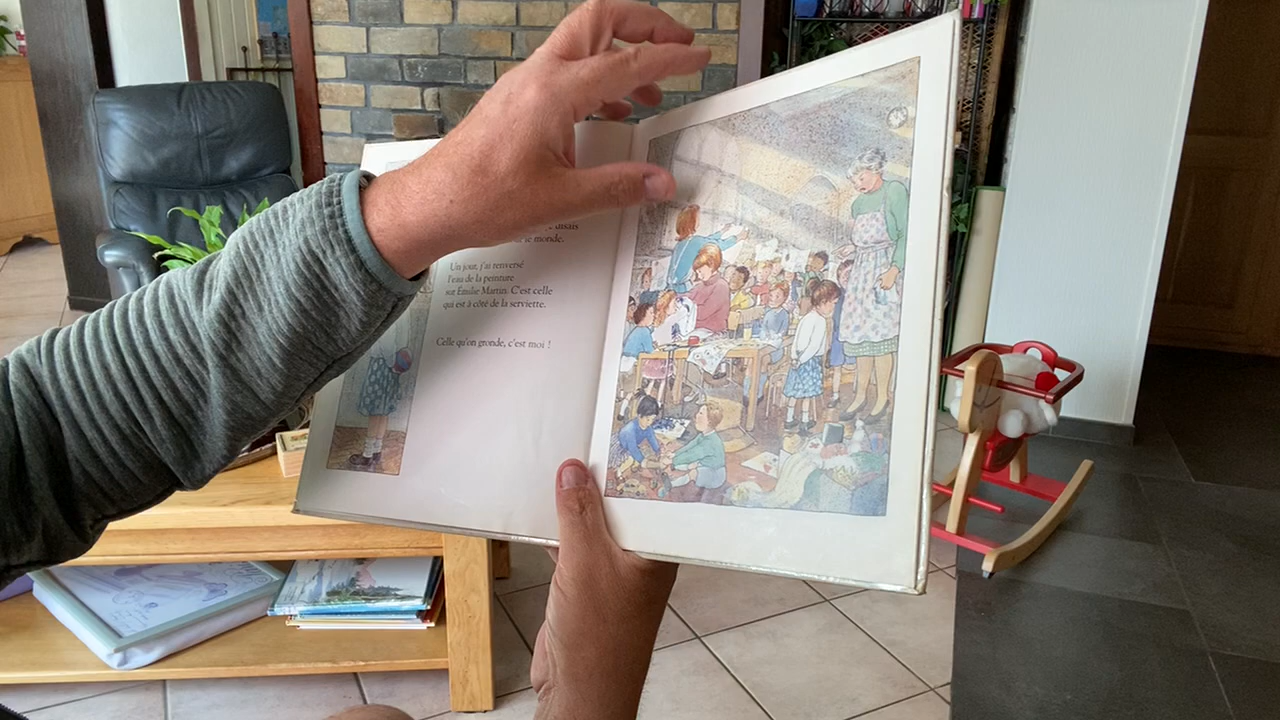 disais
le monde.
Un jour, j'ai renversé
l'eau de la peinture
sur Émilie Martin. C'est celle
qui est à côté de la serviette.
Celle qu'on gronde, c'est moi !